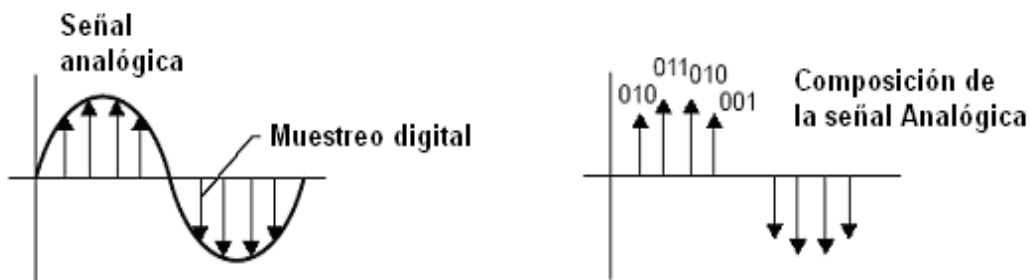 Señal
analógica
Muestreo digital
010
011
010
001
Composición de
la señal Analógica